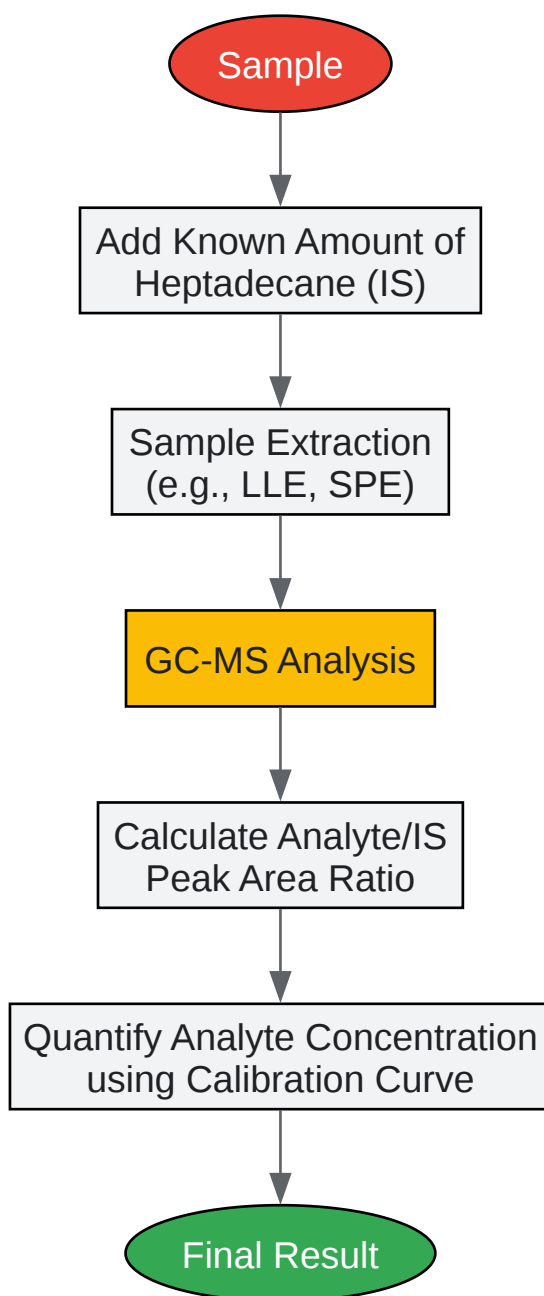 Sample
Add Known Amount of
Heptadecane (IS)
Sample Extraction
(e.g., LLE, SPE)
GC-MS Analysis
Calculate Analyte/IS
Peak Area Ratio
Quantify Analyte Concentration
using Calibration Curve
Final Result